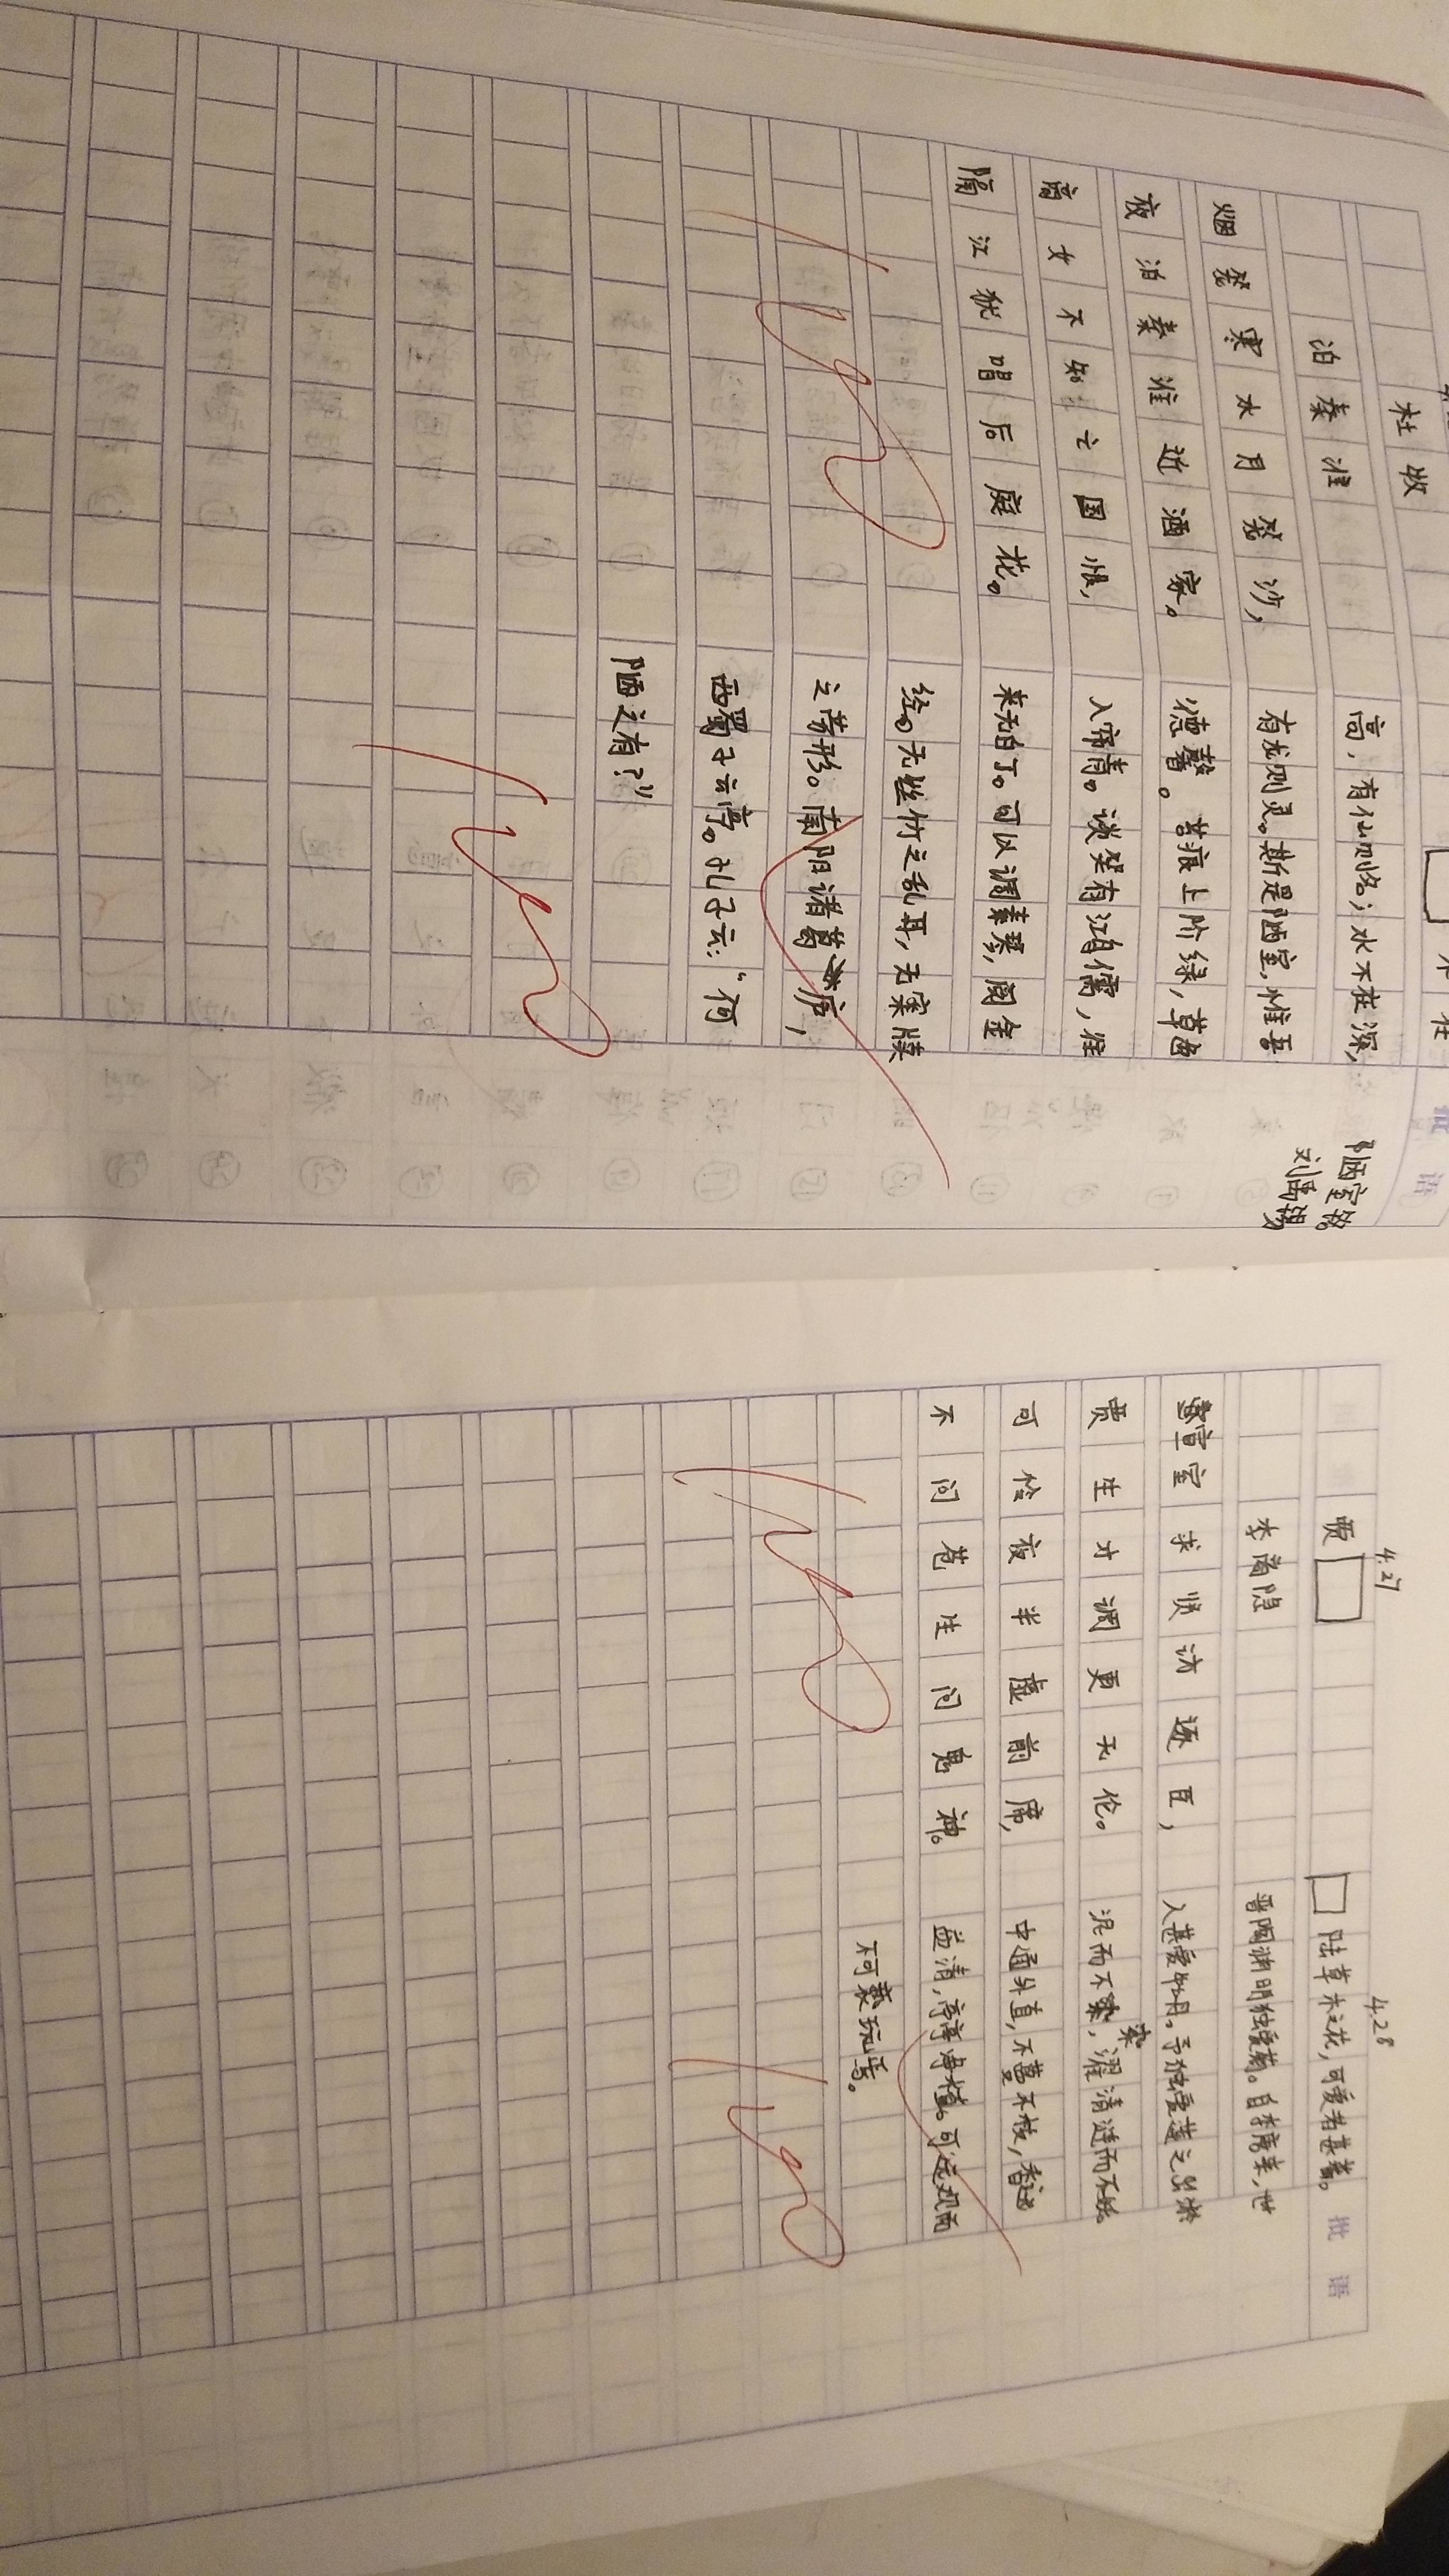 杜牧
泊秦淮
烟笼寒水月笼沙，
夜泊秦淮近酒家。
商女不知亡国恨，
隔江犹唱后庭花。
不在
高，有仙则名；水不在深，
有龙则灵。斯是陋室，惟吾
德馨。苔痕上阶绿，草色
入帘青。谈笑有鸿儒，往
来无白丁。可以调素琴，阅金
经。无丝竹之乱耳，无案牍
之劳形。南阳诸葛庐，
西蜀子云亭。孔子云：“何
陋之有？”
批语
陋室铭
刘禹锡
4.27
贾
李商隐
宣室求贤访逐臣，
贾生才调更无伦。
可怜夜半虚前席，
不问苍生问鬼神。
4.28
陆草木之花，可爱者甚蕃。
晋陶渊明独爱菊。自李唐来，世
人甚爱牡丹。予独爱莲之出淤
泥而不染，濯清涟而不妖。
中通外直，不蔓不枝，香远
益清，亭亭净植。可远观而
不可亵玩焉。
批语